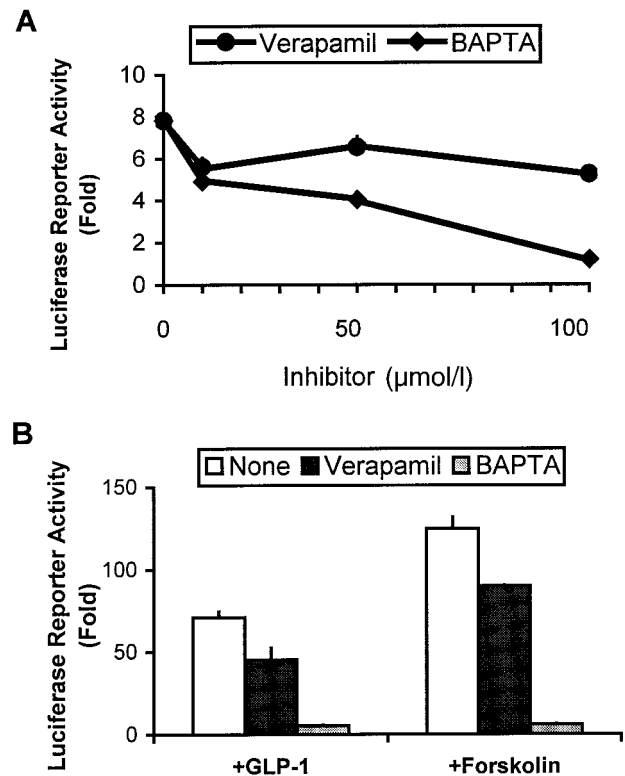 A
Verapamil BAPTA
Luciferase Reporter Activity
(Fold)
10
8
6
4
2
0
0 50 100
Inhibitor (µmol/l)
B
None Verapamil BAPTA
Luciferase Reporter Activity
(Fold)
150
100
50
0
+GLP-1 +Forskolin